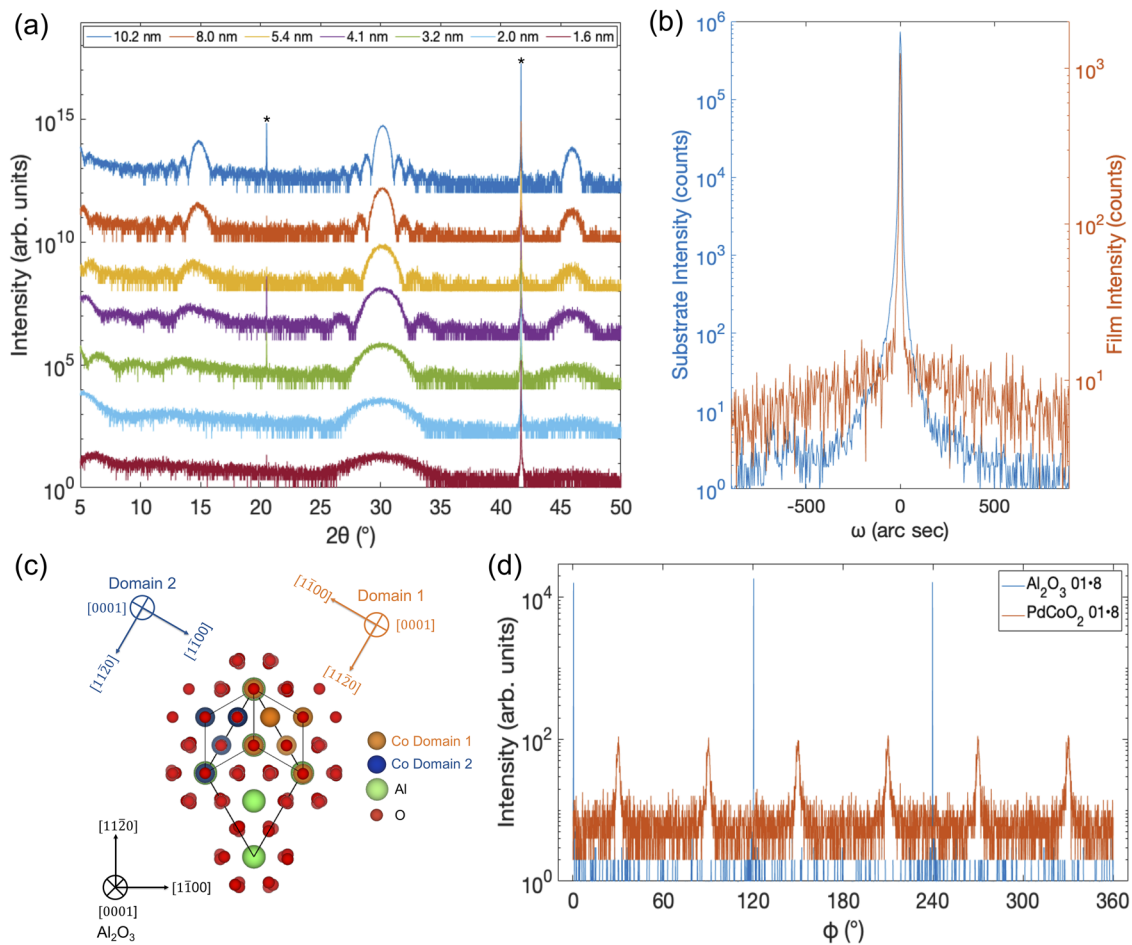 (a)
10.2 nm 8.0 nm 5.4 nm 4.1 nm 3.2 nm 2.0 nm 1.6 nm
* *
10^15
10^10
10^5
10^0
Intensity (arb. units)
5 10 15 20 25 30 35 40 45 50
2θ (°)
(b)
10^6
10^5
10^4
10^3
10^2
10^1
10^0
Substrate Intensity (counts)
10^3
10^2
10^1
Film Intensity (counts)
-500 0 500
ω (arc sec)
(c)
Domain 2
[0001]
[11̅00]
[112̅0]
[11̅00]
Domain 1
[0001]
[112̅0]
Co Domain 1
Co Domain 2
Al
O
[112̅0]
[11̅00]
[0001]
Al₂O₃
(d)
Al₂O₃ 01•8
PdCoO₂ 01•8
10^4
10^2
10^0
Intensity (arb. units)
0 60 120 180 240 300 360
ϕ (°)